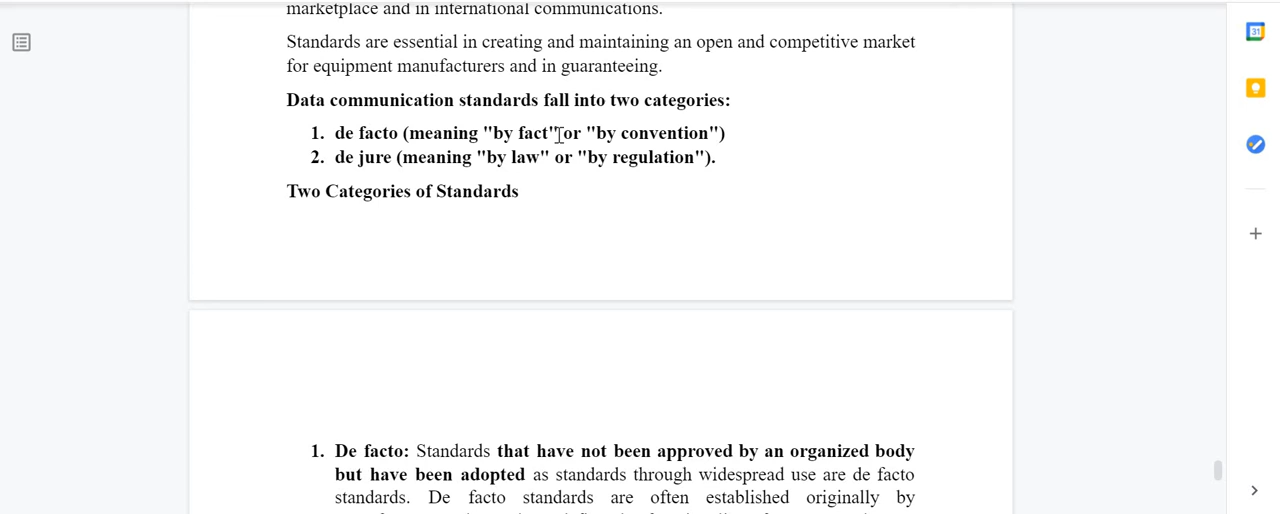 marketplace and in international communications.
Standards are essential in creating and maintaining an open and competitive market
for equipment manufacturers and in guaranteeing.
Data communication standards fall into two categories:
1. de facto (meaning "by fact" or "by convention")
2. de jure (meaning "by law" or "by regulation").
Two Categories of Standards
1. De facto: Standards that have not been approved by an organized body
but have been adopted as standards through widespread use are de facto
standards. De facto standards are often established originally by
31